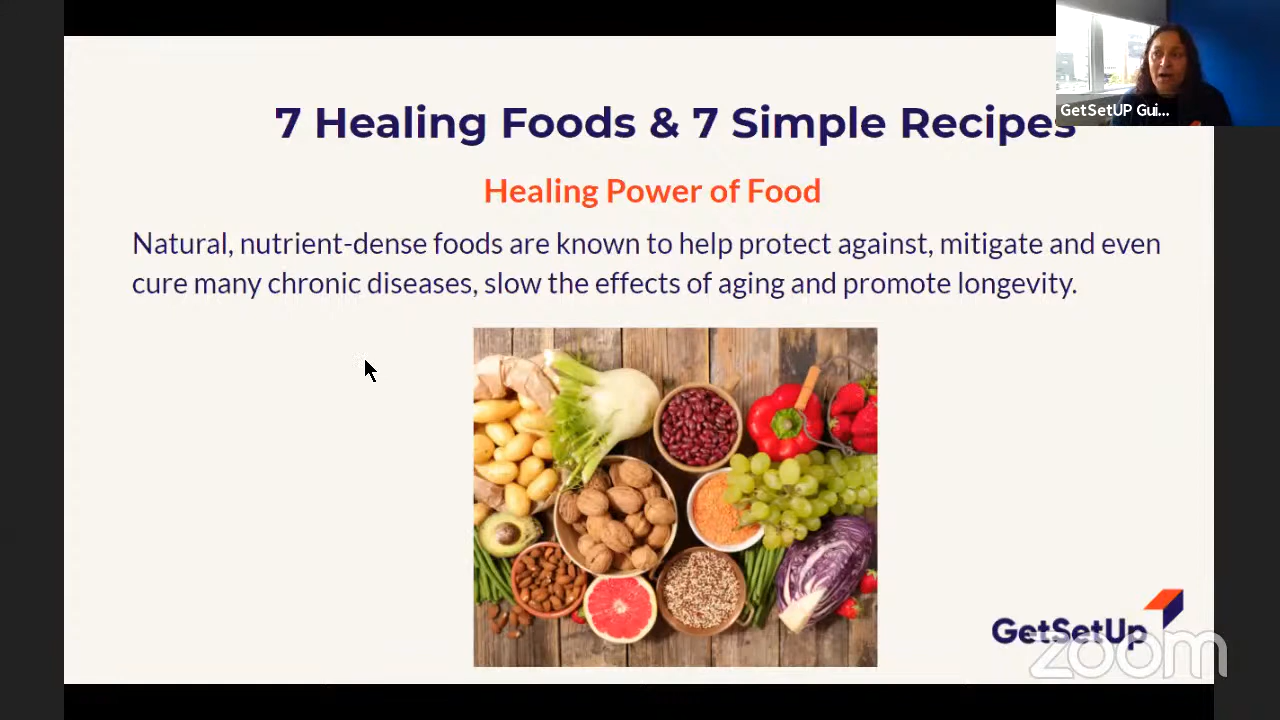 7 Healing Foods & 7 Simple Recipes
GetSetUP Gui...
Healing Power of Food
Natural, nutrient-dense foods are known to help protect against, mitigate and even
cure many chronic diseases, slow the effects of aging and promote longevity.
GetSetUp
zoom